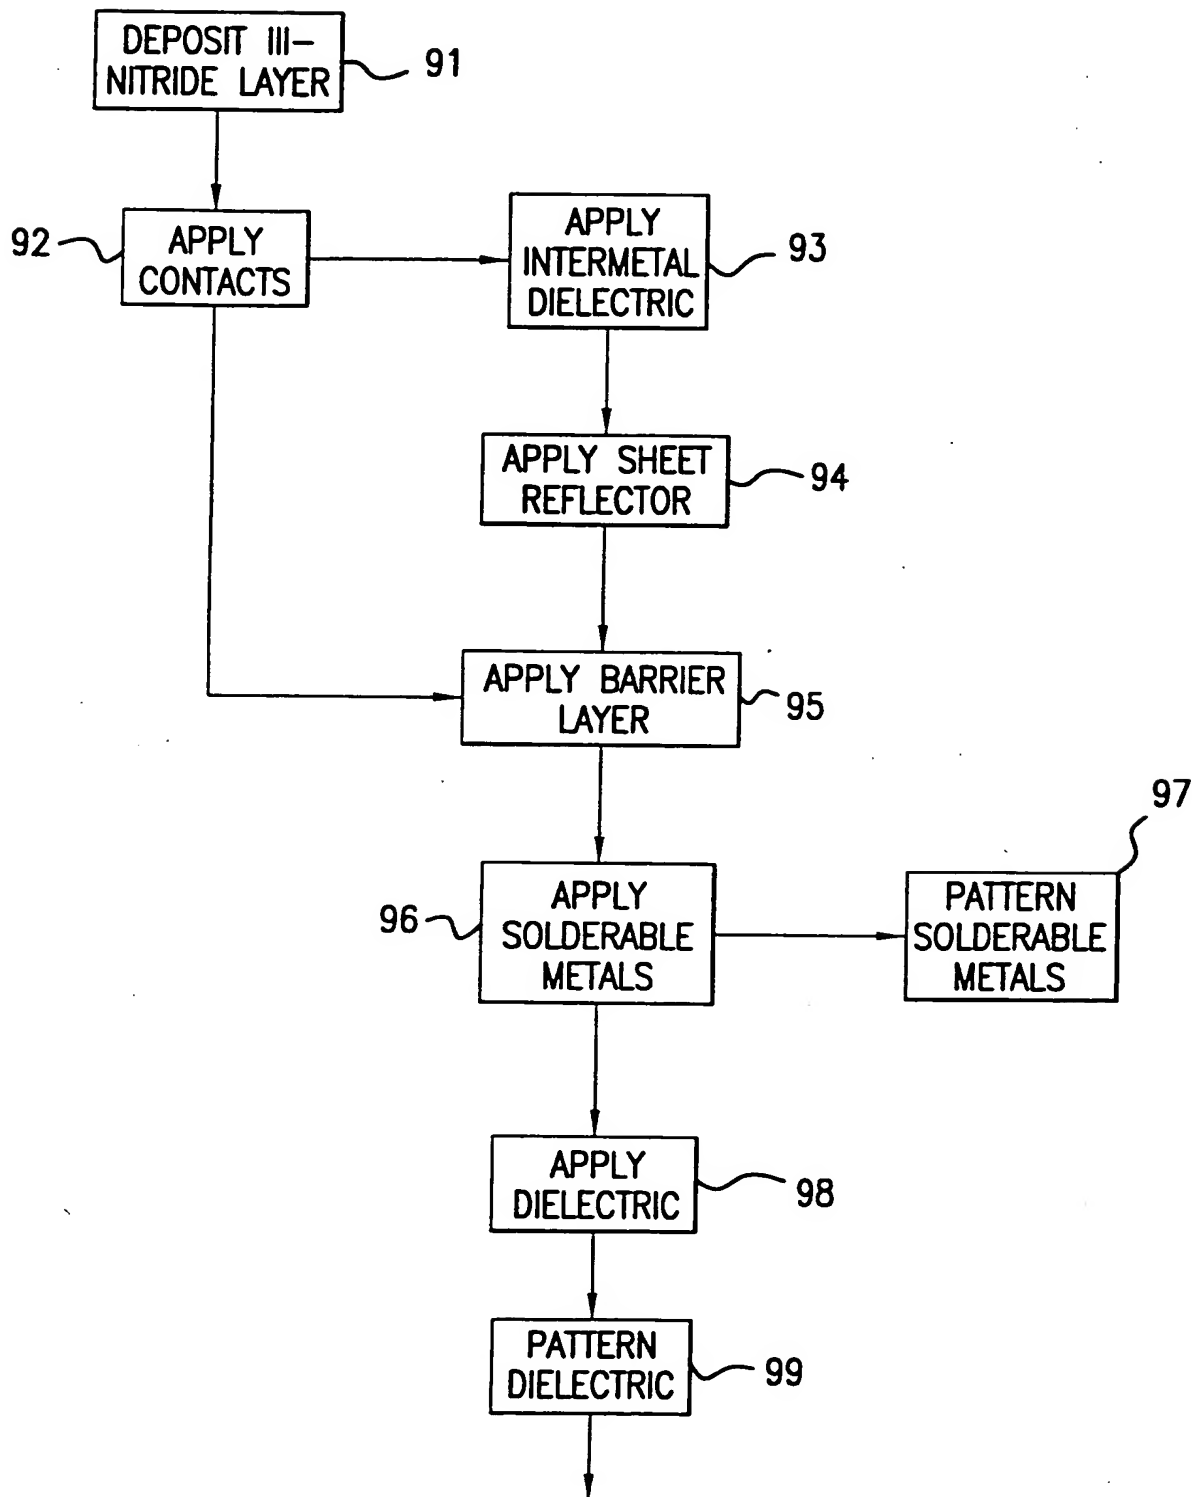 DEPOSIT III-
NITRIDE LAYER
91
92
APPLY
CONTACTS
APPLY
INTERMETAL
DIELECTRIC
93
APPLY SHEET
REFLECTOR
94
APPLY BARRIER
LAYER
95
96
APPLY
SOLDERABLE
METALS
97
PATTERN
SOLDERABLE
METALS
APPLY
DIELECTRIC
98
PATTERN
DIELECTRIC
99